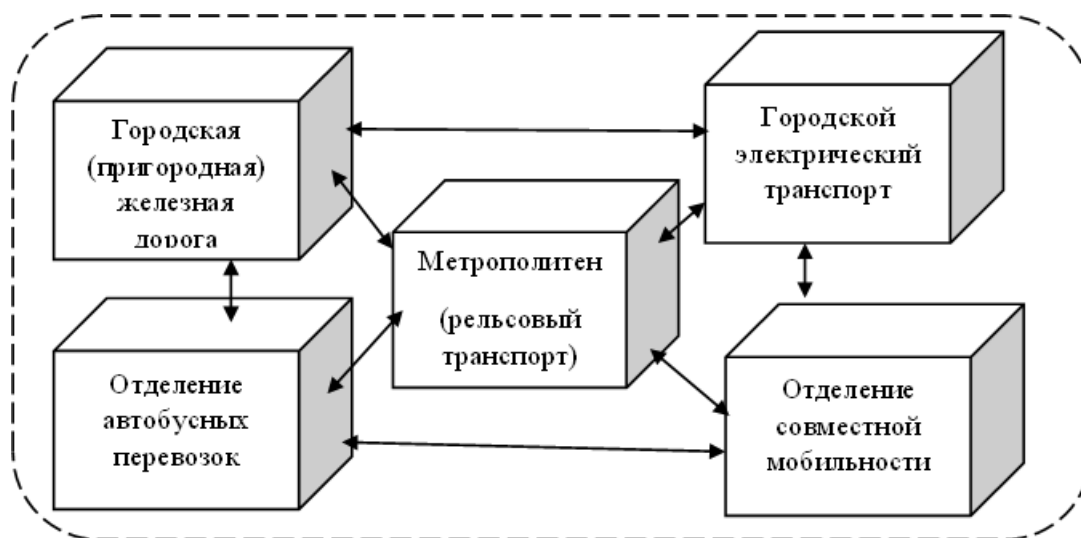 Городская
(пригородная)
железная
дорога
Городской
электрический
транспорт
Метрополитен
(рельсовый
транспорт)
Отделение
автобусных
перевозок
Отделение
совместной
мобильности